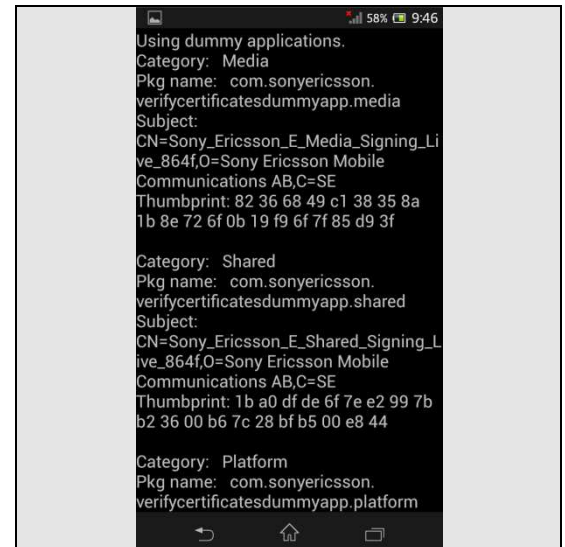 58% 9:46
Using dummy applications.
Category: Media
Pkg name: com.sonyericsson.
verifycertificatesdummyapp.media
Subject:
CN=Sony_Ericsson_E_Media_Signing_Li
ve_864f,O=Sony Ericsson Mobile
Communications AB,C=SE
Thumbprint: 82 36 68 49 c1 38 35 8a
1b 8e 72 6f 0b 19 f9 6f 7f 85 d9 3f
Category: Shared
Pkg name: com.sonyericsson.
verifycertificatesdummyapp.shared
Subject:
CN=Sony_Ericsson_E_Shared_Signing_L
ive_864f,O=Sony Ericsson Mobile
Communications AB,C=SE
Thumbprint: 1b a0 df de 6f 7e e2 99 7b
b2 36 00 b6 7c 28 bf b5 00 e8 44
Category: Platform
Pkg name: com.sonyericsson.
verifycertificatesdummyapp.platform